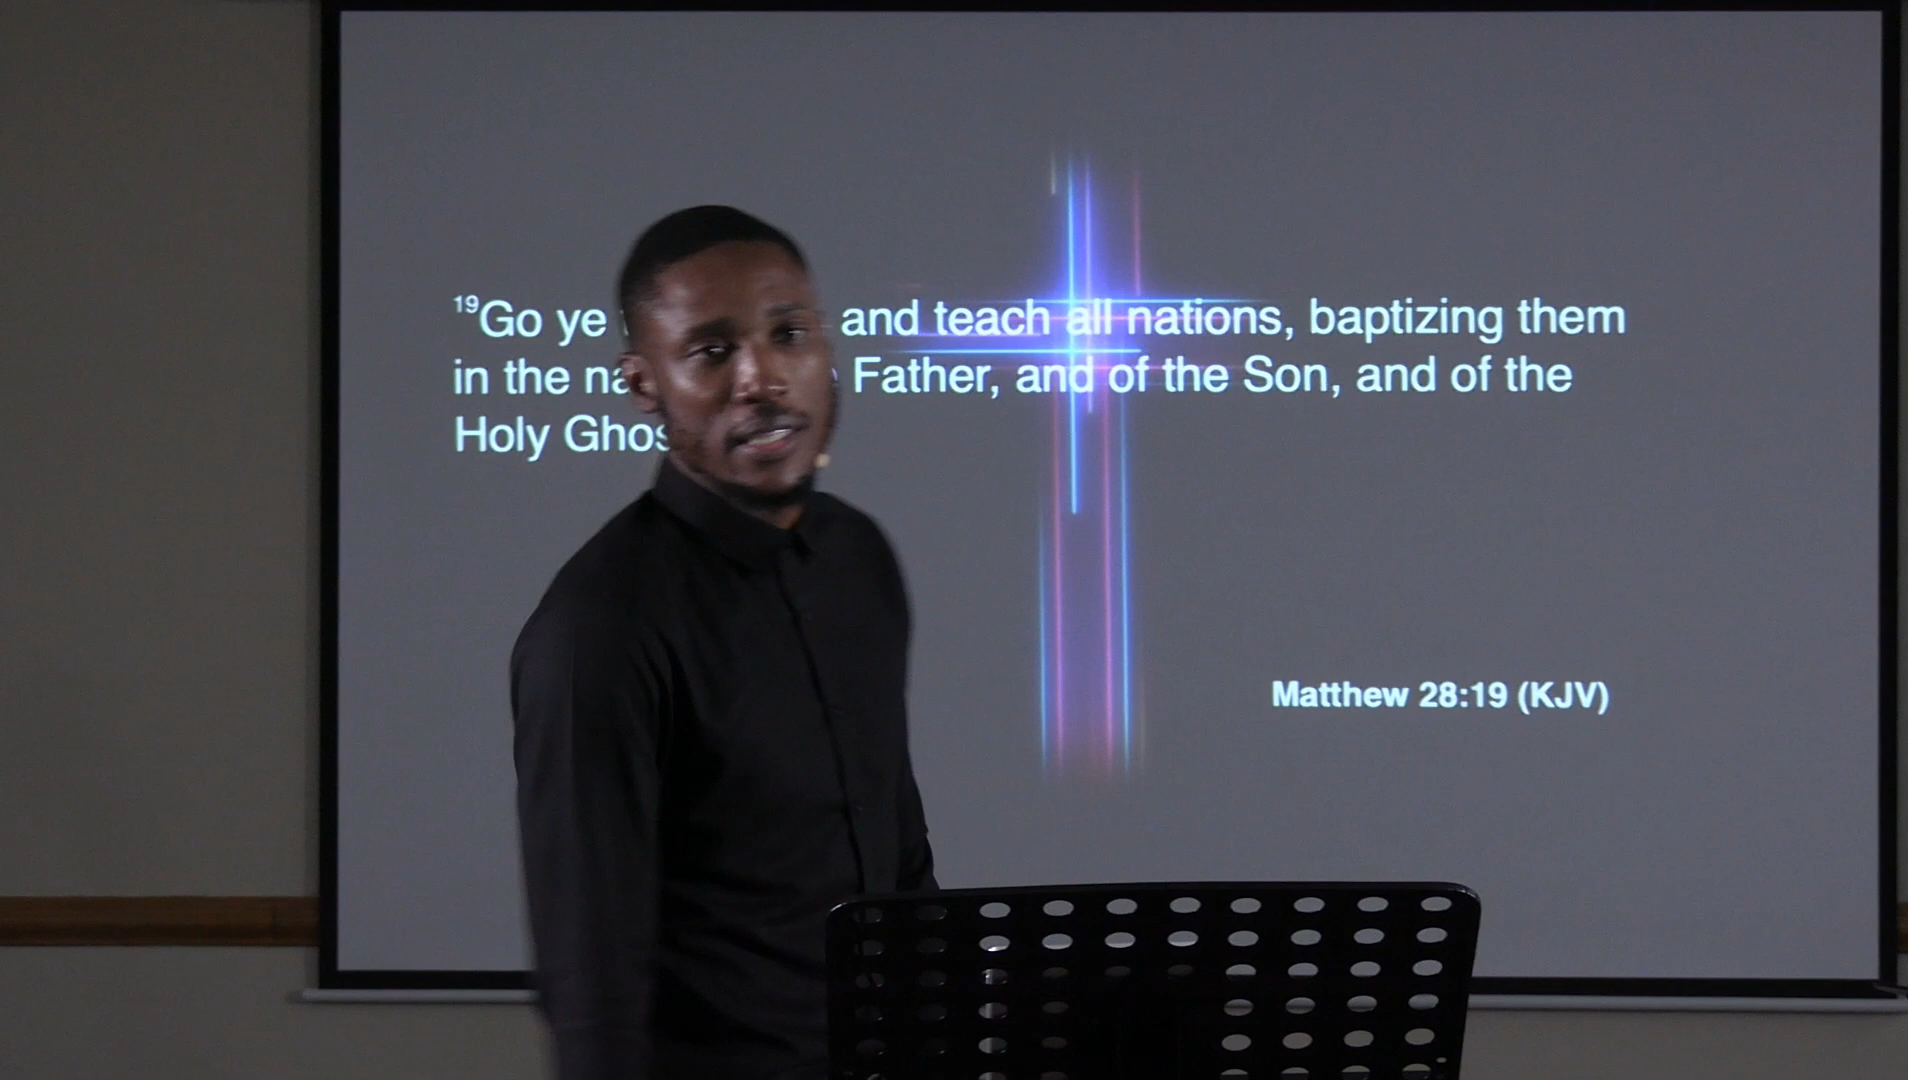 19Go ye and teach all nations, baptizing them
in the Father, and of the Son, and of the
Holy
Matthew 28:19 (KJV)